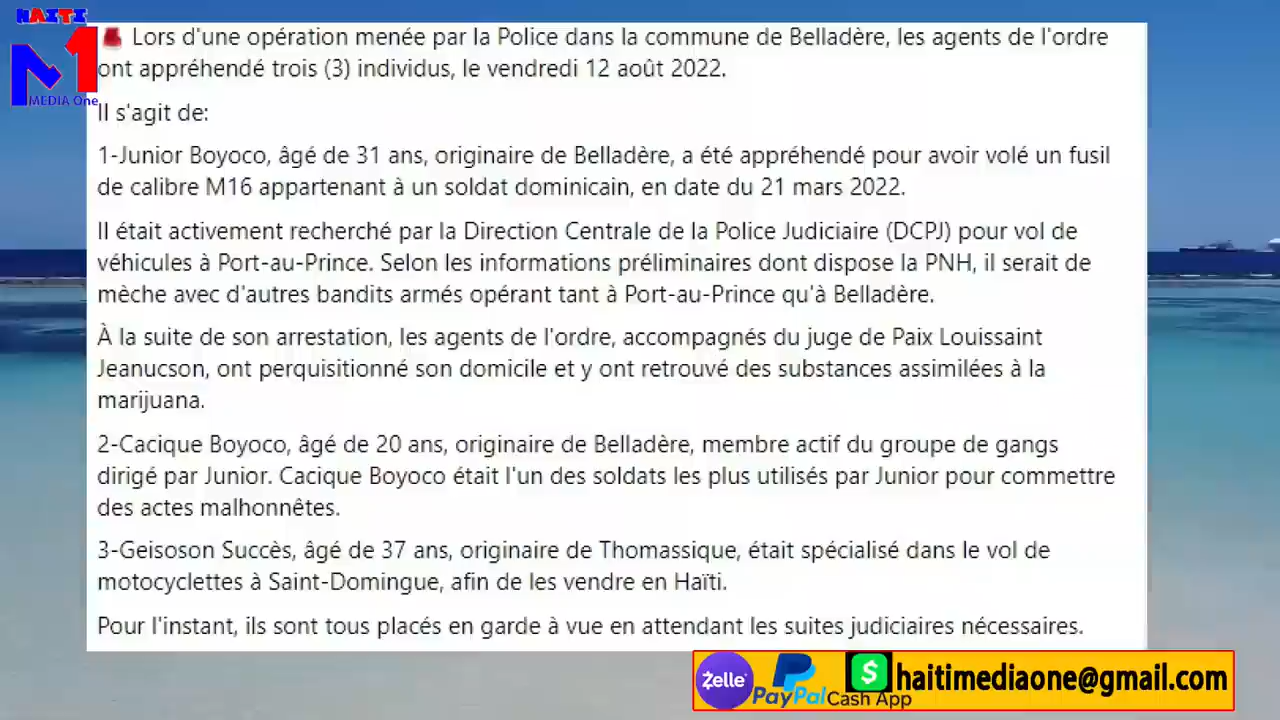 HAITI
M1
MEDIA One
Lors d'une opération menée par la Police dans la commune de Belladère, les agents de l'ordre
ont appréhendé trois (3) individus, le vendredi 12 août 2022.
Il s'agit de:
1-Junior Boyoco, âgé de 31 ans, originaire de Belladère, a été appréhendé pour avoir volé un fusil
de calibre M16 appartenant à un soldat dominicain, en date du 21 mars 2022.
Il était activement recherché par la Direction Centrale de la Police Judiciaire (DCPJ) pour vol de
véhicules à Port-au-Prince. Selon les informations préliminaires dont dispose la PNH, il serait de
mèche avec d'autres bandits armés opérant tant à Port-au-Prince qu'à Belladère.
À la suite de son arrestation, les agents de l'ordre, accompagnés du juge de Paix Louissaint
Jeanucson, ont perquisitionné son domicile et y ont retrouvé des substances assimilées à la
marijuana.
2-Cacique Boyoco, âgé de 20 ans, originaire de Belladère, membre actif du groupe de gangs
dirigé par Junior. Cacique Boyoco était l'un des soldats les plus utilisés par Junior pour commettre
des actes malhonnêtes.
3-Geisoson Succès, âgé de 37 ans, originaire de Thomassique, était spécialisé dans le vol de
motocyclettes à Saint-Domingue, afin de les vendre en Haïti.
Pour l'instant, ils sont tous placés en garde à vue en attendant les suites judiciaires nécessaires.
Zelle
PayPal
$
Cash App
haitimediaone@gmail.com